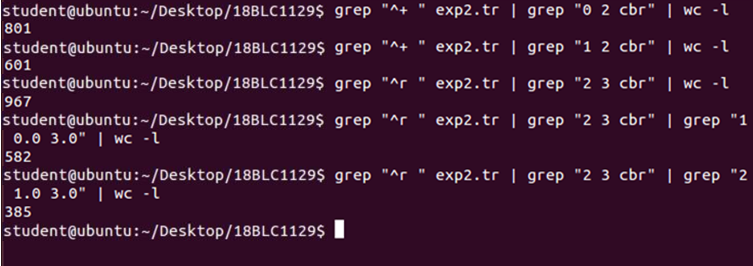 student@ubuntu:~/Desktop/18BLC1129$ grep "^+ " exp2.tr | grep "0 2 cbr" | wc -l
801
student@ubuntu:~/Desktop/18BLC1129$ grep "^+ " exp2.tr | grep "1 2 cbr" | wc -l
601
student@ubuntu:~/Desktop/18BLC1129$ grep "^r " exp2.tr | grep "2 3 cbr" | wc -l
967
student@ubuntu:~/Desktop/18BLC1129$ grep "^r " exp2.tr | grep "2 3 cbr" | grep "1
0.0 3.0" | wc -l
582
student@ubuntu:~/Desktop/18BLC1129$ grep "^r " exp2.tr | grep "2 3 cbr" | grep "2
1.0 3.0" | wc -l
385
student@ubuntu:~/Desktop/18BLC1129$